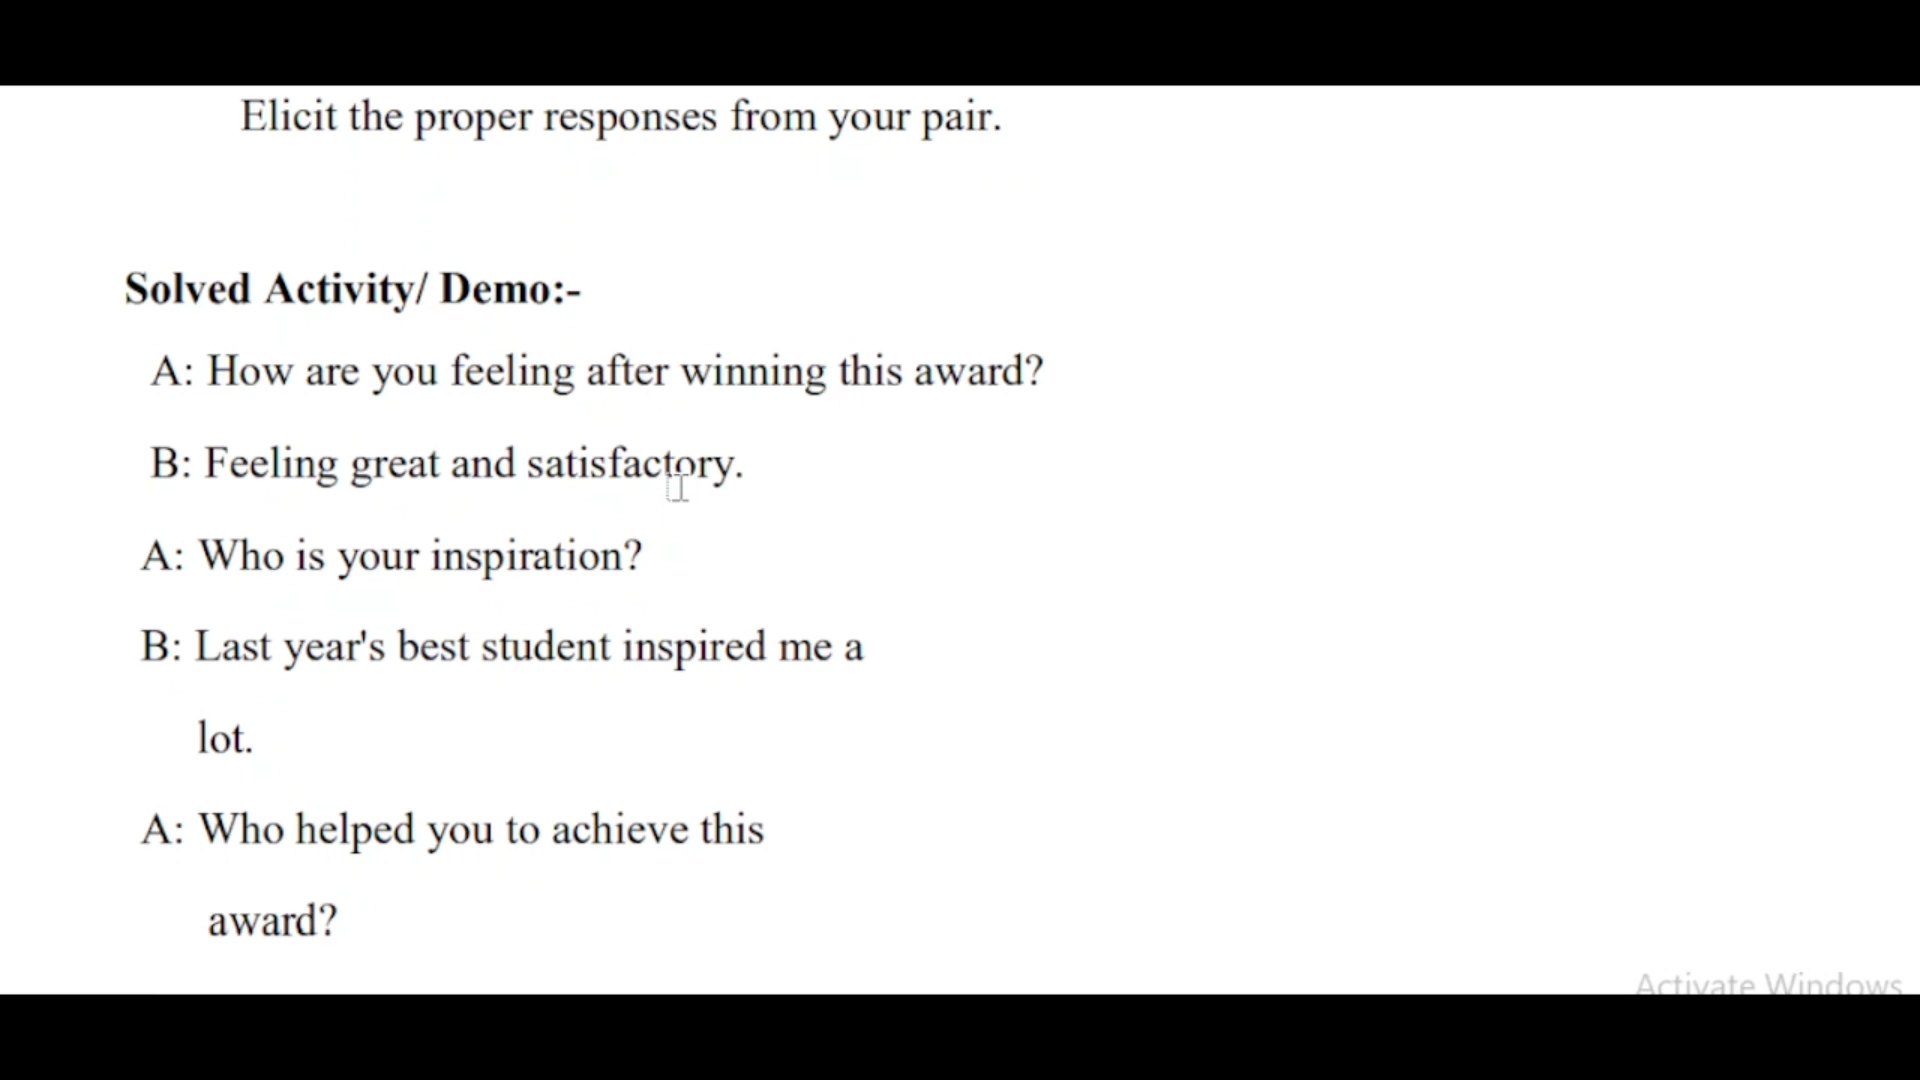 Elicit the proper responses from your pair.
Solved Activity/ Demo:-
A: How are you feeling after winning this award?
B: Feeling great and satisfactory.
A: Who is your inspiration?
B: Last year's best student inspired me a
lot.
A: Who helped you to achieve this
award?
Activate Windows